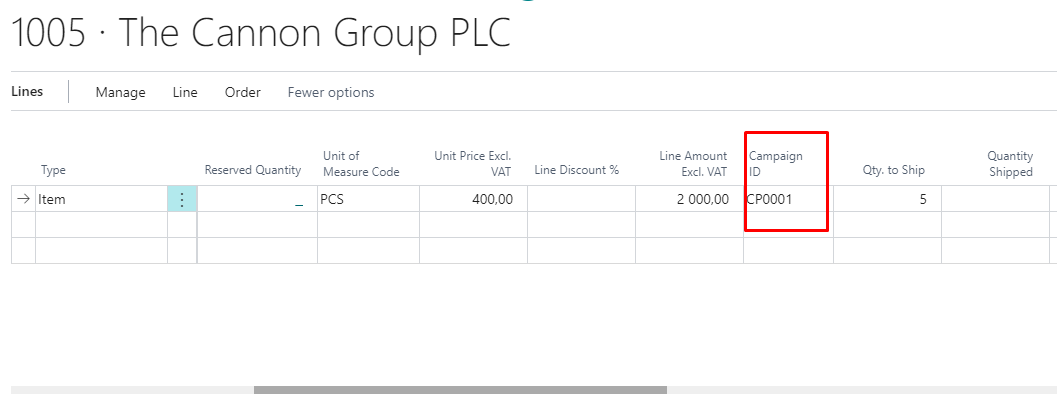 1005 · The Cannon Group PLC
Lines Manage Line Order Fewer options
Type Reserved Quantity Unit of Measure Code Unit Price Excl. VAT Line Discount % Line Amount Excl. VAT Campaign ID Qty. to Ship Quantity Shipped
→ Item ⋮ _ PCS 400,00 2 000,00 CP0001 5